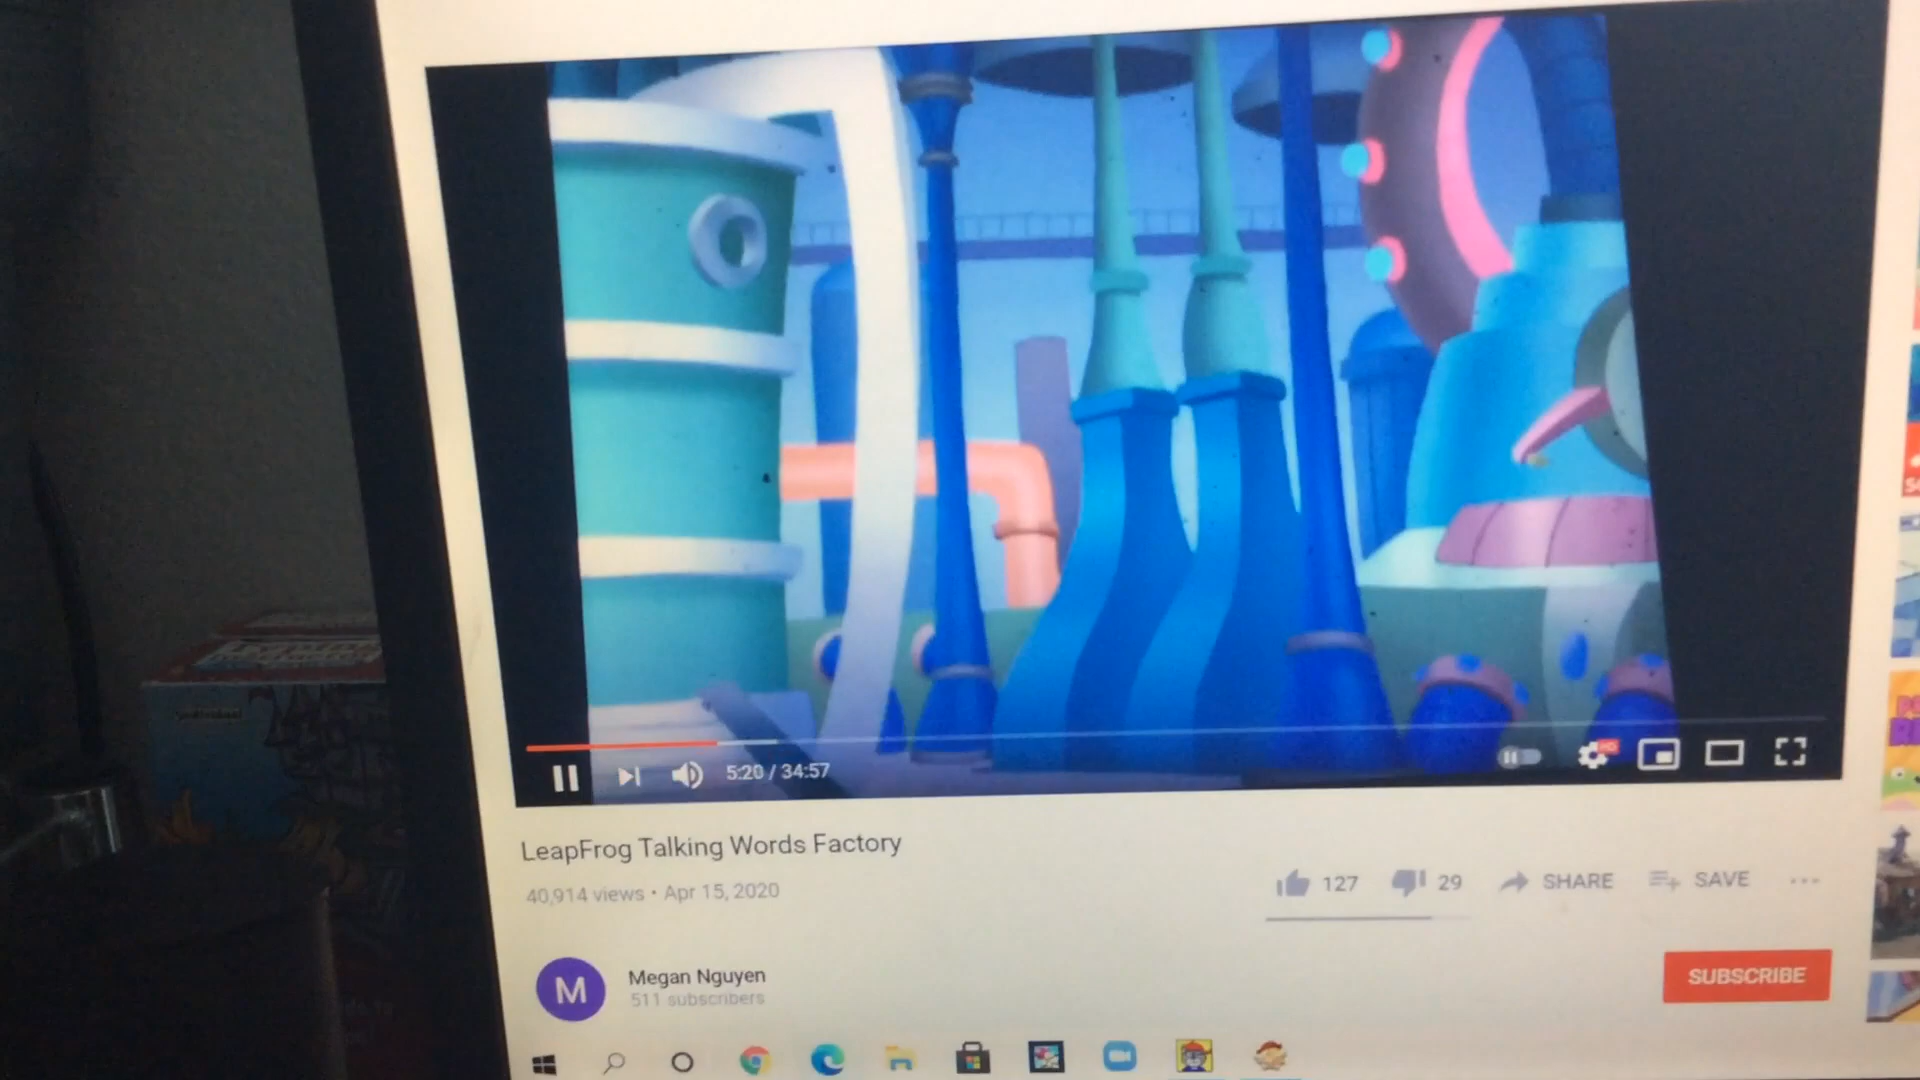 5:20 / 34:57
HD
LeapFrog Talking Words Factory
40,914 views • Apr 15, 2020
127
29
SHARE
SAVE
M
Megan Nguyen
511 subscribers
SUBSCRIBE